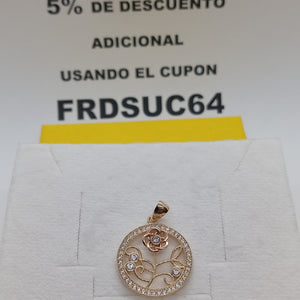 5% DE DESCUENTO
ADICIONAL
USANDO EL CUPON
FRDSUC64